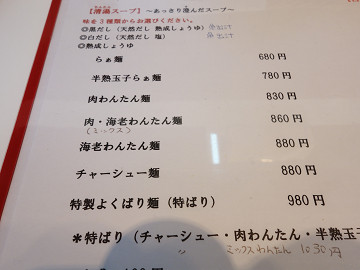 【清湯スープ】 ～あっさり澄んだスープ～
味を3種類からお選びください。
◎黒だし（天然だし 熟成しょうゆ）
◎白だし（天然だし 塩）
◎熟成しょうゆ
らぁ麺 680円
半熟玉子らぁ麺 780円
肉わんたん麺 830円
肉・海老わんたん麺 860円
(ミックス)
海老わんたん麺 880円
チャーシュー麺 880円
特製よくばり麺（特ばり） 980円
＊特ばり（チャーシュー・肉わんたん・半熟玉子
ミックスわんたん 1030円